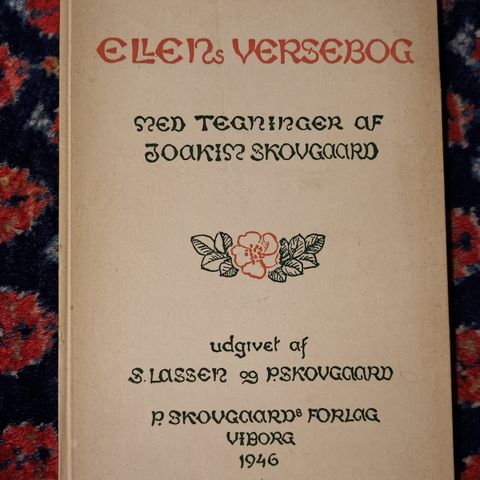 ELLENs VERSEBOG
MED TEGNINGER AF
JOAKIM SKOVGAARD
udgivet af
S. LASSEN og P. SKOVGAARD
P. SKOVGAARDs FORLAG
VIBORG
1946